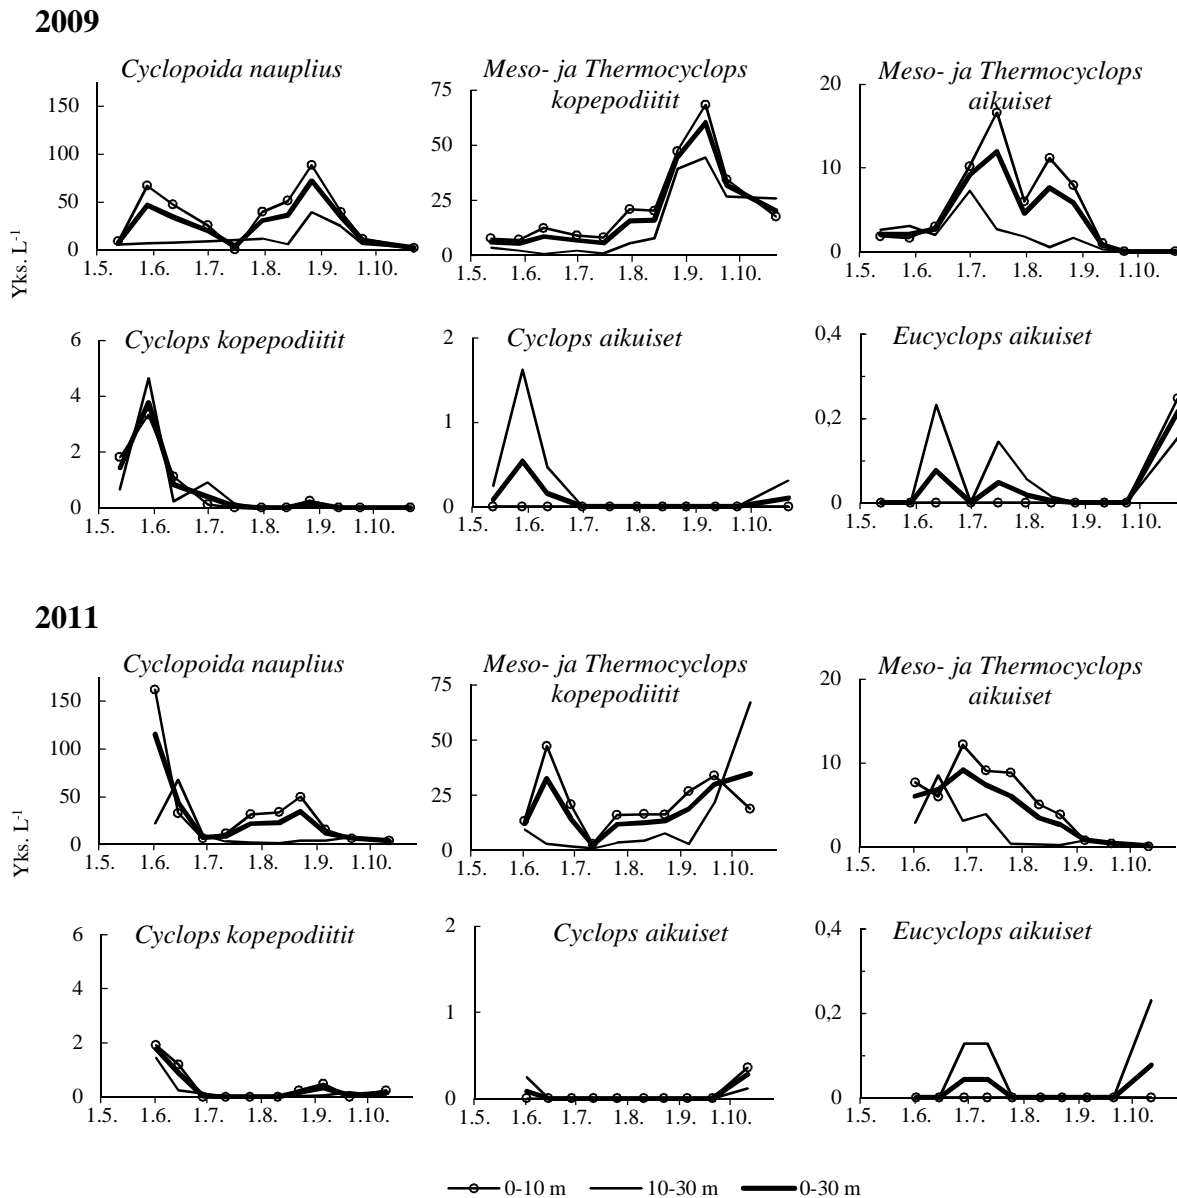 2009
Cyclopoida nauplius
150
100
50
0
1.5. 1.6. 1.7. 1.8. 1.9. 1.10.
Meso- ja Thermocyclops
kopepodiitit
75
50
25
0
1.5. 1.6. 1.7. 1.8. 1.9. 1.10.
Meso- ja Thermocyclops
aikuiset
20
10
0
1.5. 1.6. 1.7. 1.8. 1.9. 1.10.
Yks. L-1
Cyclops kopepodiitit
6
4
2
0
1.5. 1.6. 1.7. 1.8. 1.9. 1.10.
Cyclops aikuiset
2
1
0
1.5. 1.6. 1.7. 1.8. 1.9. 1.10.
Eucyclops aikuiset
0,4
0,2
0
1.5. 1.6. 1.7. 1.8. 1.9. 1.10.
2011
Cyclopoida nauplius
150
100
50
0
1.5. 1.6. 1.7. 1.8. 1.9. 1.10.
Meso- ja Thermocyclops
kopepodiitit
75
50
25
0
1.5. 1.6. 1.7. 1.8. 1.9. 1.10.
Meso- ja Thermocyclops
aikuiset
20
10
0
1.5. 1.6. 1.7. 1.8. 1.9. 1.10.
Yks. L-1
Cyclops kopepodiitit
6
4
2
0
1.5. 1.6. 1.7. 1.8. 1.9. 1.10.
Cyclops aikuiset
2
1
0
1.5. 1.6. 1.7. 1.8. 1.9. 1.10.
Eucyclops aikuiset
0,4
0,2
0
1.5. 1.6. 1.7. 1.8. 1.9. 1.10.
0-10 m 10-30 m 0-30 m